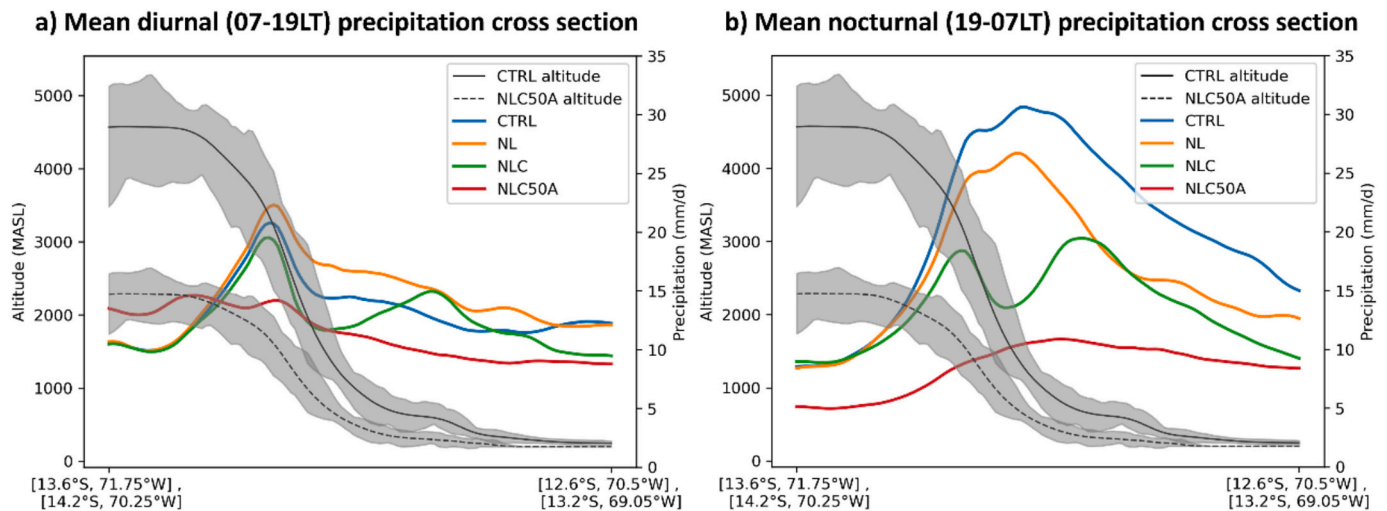 a) Mean diurnal (07-19LT) precipitation cross section
35
30
25
20
15
10
5
0
Precipitation (mm/d)
5000
4000
3000
2000
1000
0
Altitude (MASL)
CTRL altitude
NLC50A altitude
CTRL
NL
NLC
NLC50A
[13.6°S, 71.75°W] ,
[14.2°S, 70.25°W]
[12.6°S, 70.5°W] ,
[13.2°S, 69.05°W]
b) Mean nocturnal (19-07LT) precipitation cross section
35
30
25
20
15
10
5
0
Precipitation (mm/d)
5000
4000
3000
2000
1000
0
Altitude (MASL)
CTRL altitude
NLC50A altitude
CTRL
NL
NLC
NLC50A
[13.6°S, 71.75°W] ,
[14.2°S, 70.25°W]
[12.6°S, 70.5°W] ,
[13.2°S, 69.05°W]